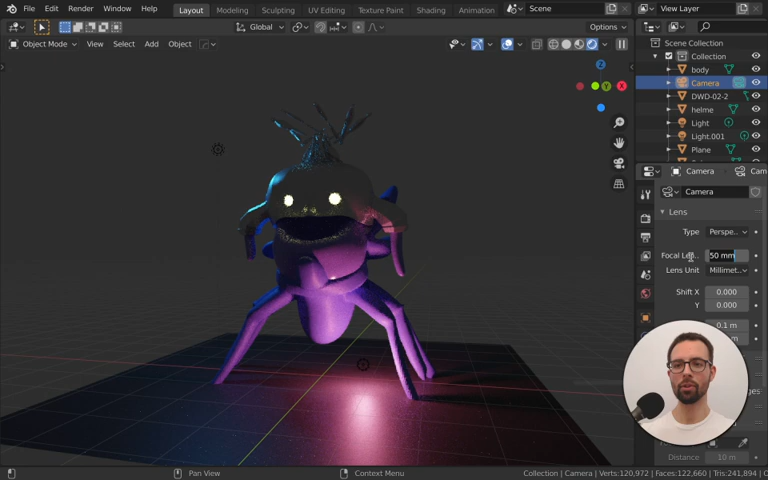 File Edit Render Window Help Layout Modeling Sculpting UV Editing Texture Paint Shading Animation Scene View Layer
Global Options
Object Mode View Select Add Object
Scene Collection
Collection
body
Camera
DWD-02-2
helme
Light
Light.001
Plane
Camera Cam
Camera
Lens
Type Perspe..
Focal Len.. 50 mm
Lens Unit Millimet..
Shift X 0.000
Y 0.000
0.1 m
Distance 10 m
Z
Y
X
Pan View Context Menu Collection | Camera | Verts:120,972 | Faces:122,660 | Tris:241,894 | O